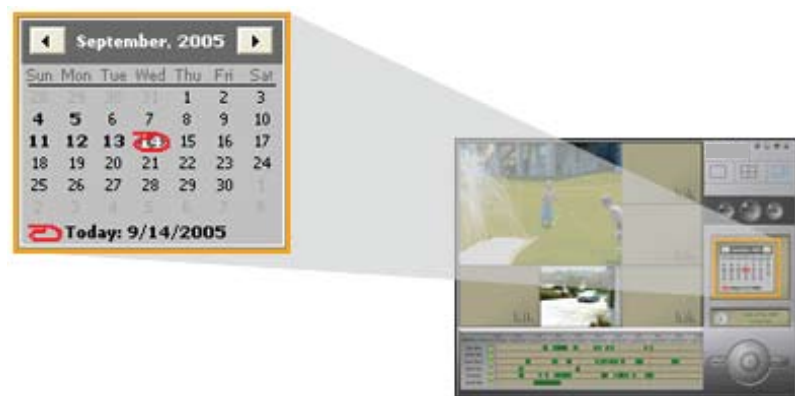 September, 2005
Sun Mon Tue Wed Thu Fri Sat
28 29 30 31 1 2 3
4 5 6 7 8 9 10
11 12 13 14 15 16 17
18 19 20 21 22 23 24
25 26 27 28 29 30 1
2 3 4 5 6 7 8
Today: 9/14/2005